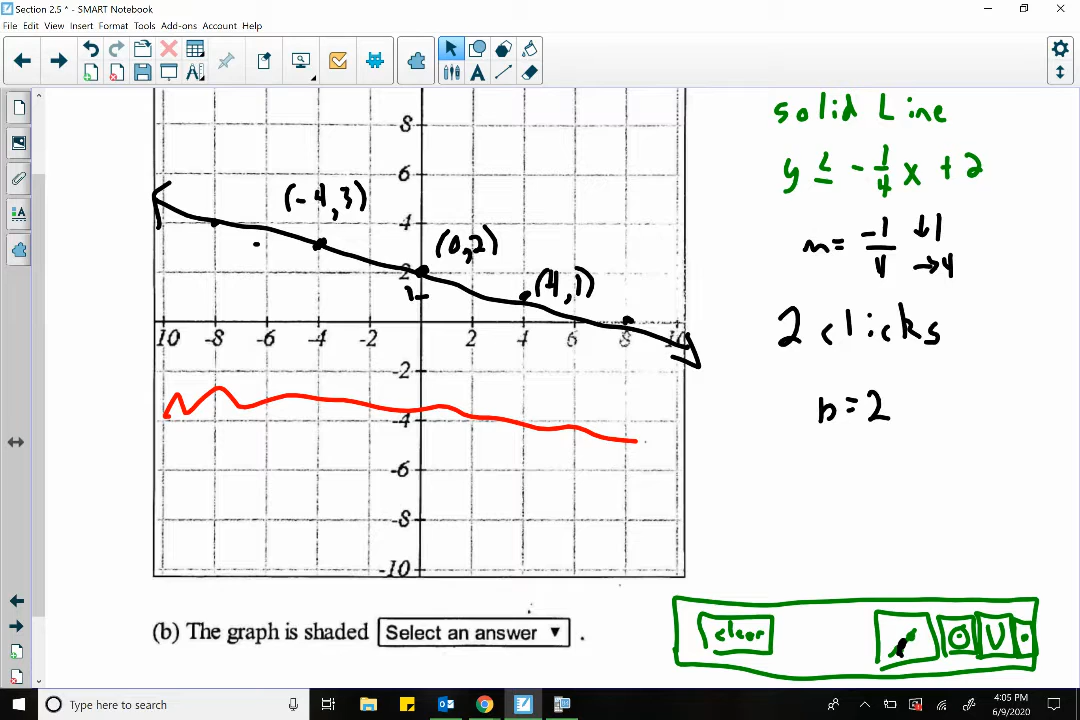 Section 2.5 * - SMART Notebook
File Edit View Insert Format Tools Add-ons Account Help
solid Line
y ≤ -1/4 x + 2
m = -1/4 ↓1 →4
2 clicks
b = 2
(-4,3)
(0,2)
(4,1)
8
6
4
2
1
10 -8 -6 -4 -2 2 4 6 8 10
-2
-4
-6
-8
-10
(b) The graph is shaded Select an answer ▼ .
clear
Type here to search
4:05 PM
6/9/2020